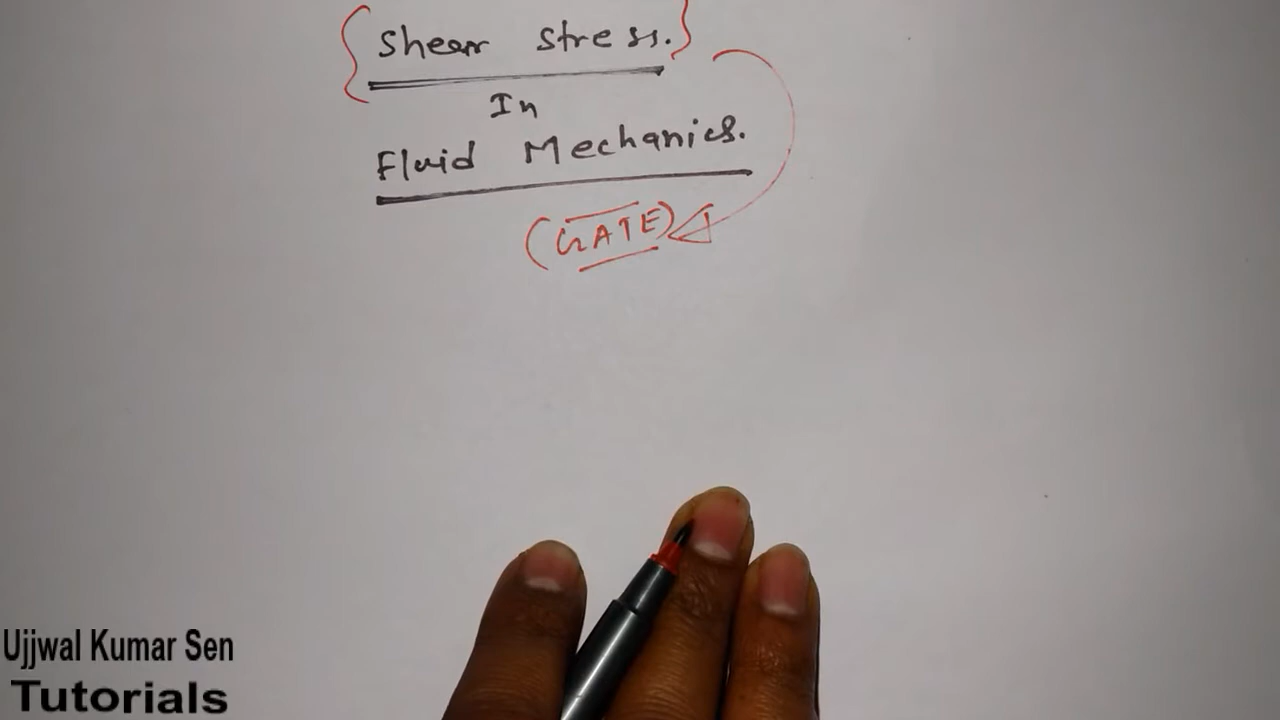 {Shear stress.}
In
Fluid Mechanics.
(GATE)
Ujjwal Kumar Sen
Tutorials